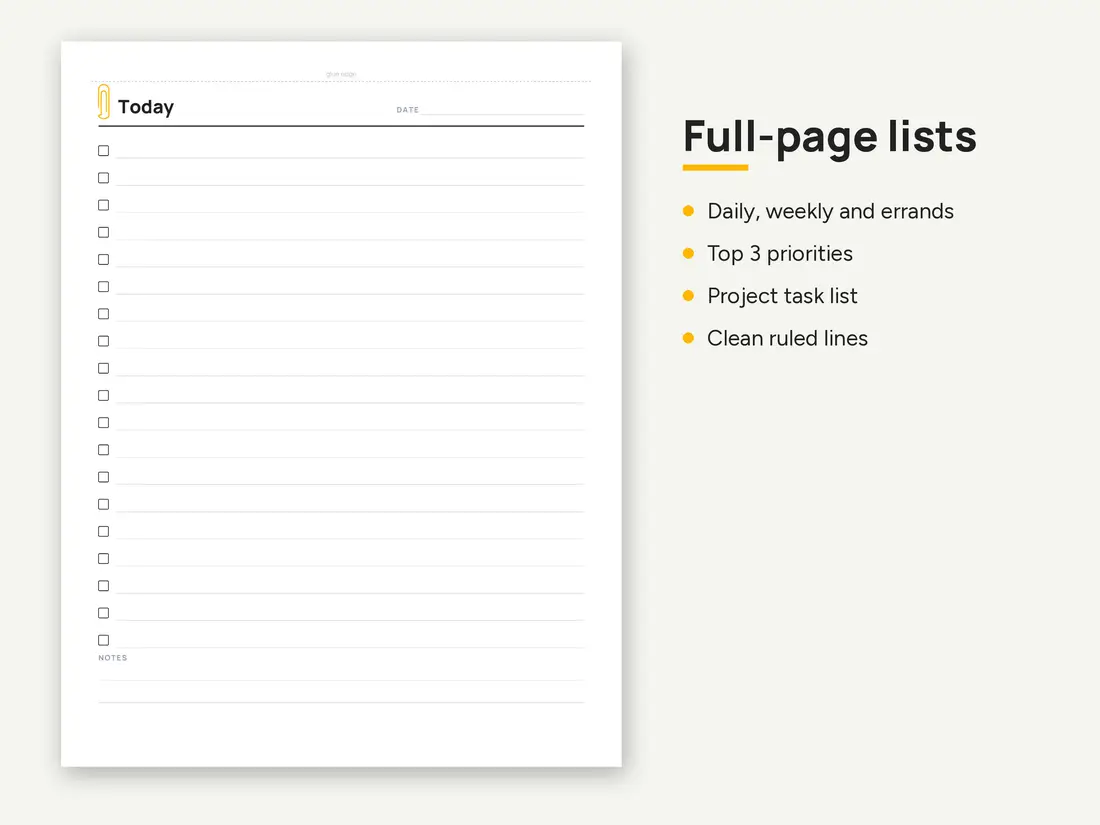 Today
DATE
NOTES
Full-page lists
Daily, weekly and errands
Top 3 priorities
Project task list
Clean ruled lines